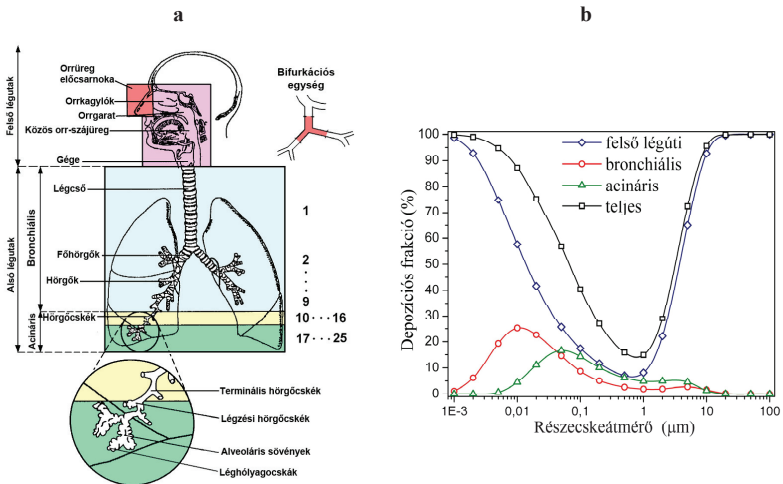 a
Felső légutak
Orrüreg
előcsarnoka
Orrkagylók
Orrgarat
Közös orr-szájüreg
Gége
Bifurkációs
egység
Alsó légutak
Bronchiális
Acináris
Légcső
Főhörgők
Hörgők
Hörgőcskék
1
2
9
10 · · · 16
17 · · · 25
Terminális hörgőcskék
Légzési hörgőcskék
Alveoláris sövények
Léghólyagocskák
b
Depozíciós frakció (%)
100
90
80
70
60
50
40
30
20
10
0
felső légúti
bronchiális
acináris
teljes
1E-3 0,01 0,1 1 10 100
Részecskeátmérő (μm)